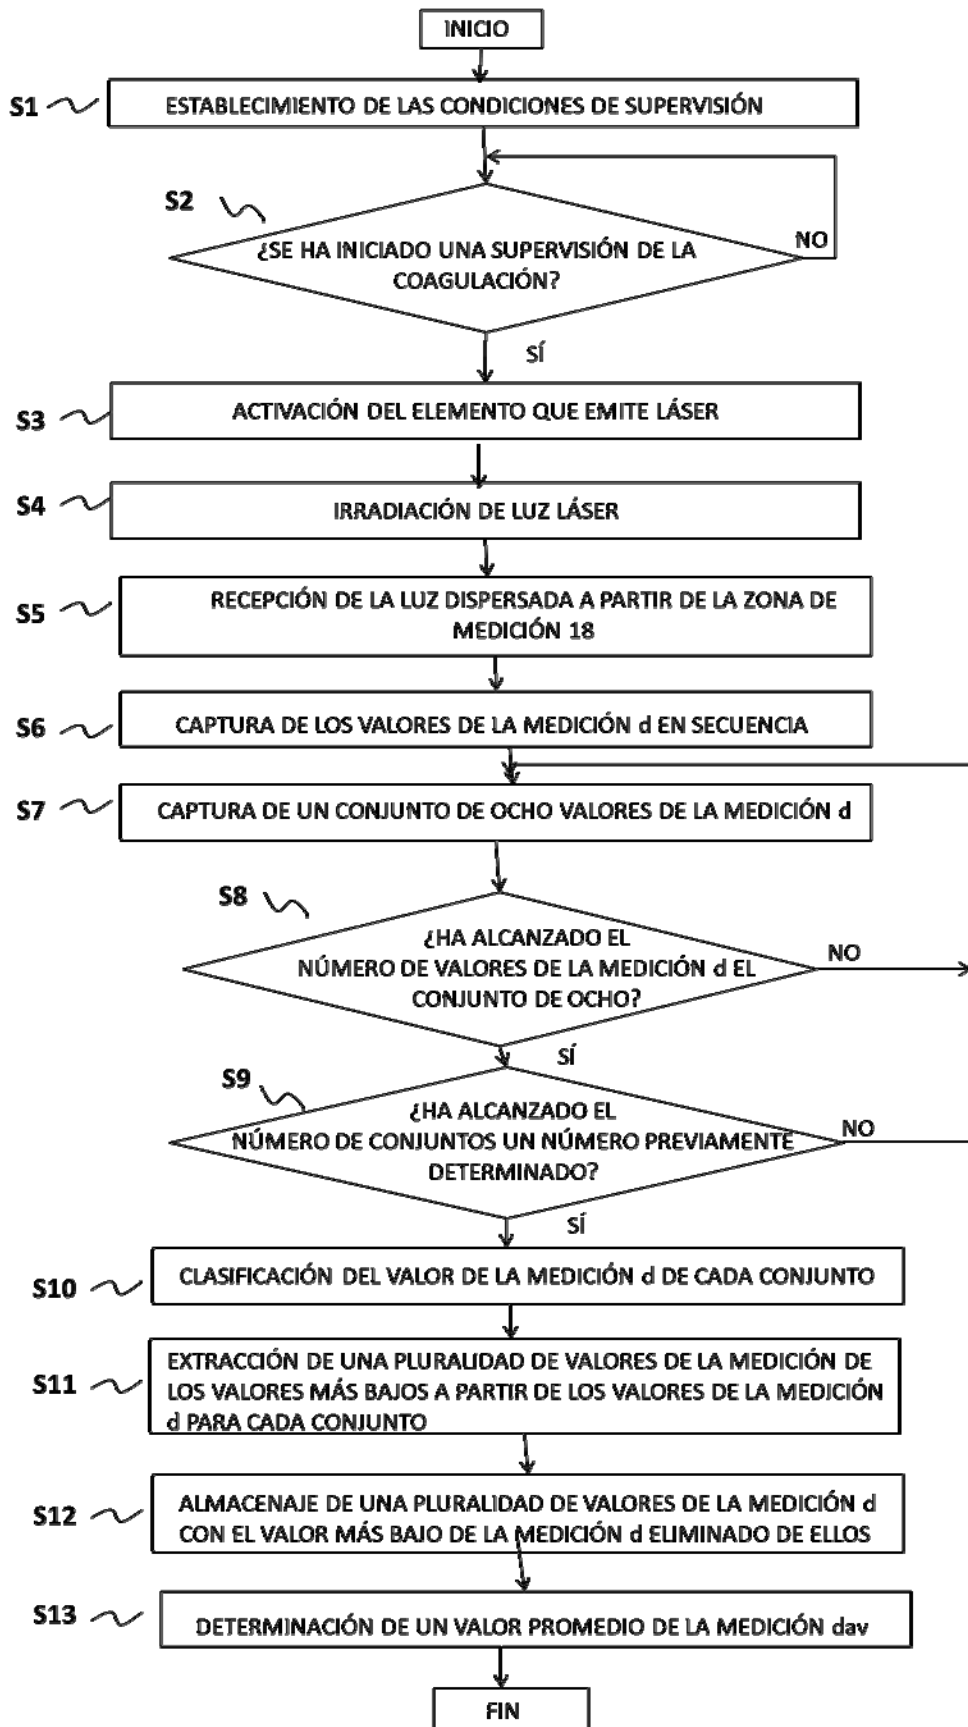 INICIO
S1
ESTABLECIMIENTO DE LAS CONDICIONES DE SUPERVISIÓN
S2
¿SE HA INICIADO UNA SUPERVISIÓN DE LA
COAGULACIÓN?
NO
SÍ
S3
ACTIVACIÓN DEL ELEMENTO QUE EMITE LÁSER
S4
IRRADIACIÓN DE LUZ LÁSER
S5
RECEPCIÓN DE LA LUZ DISPERSADA A PARTIR DE LA ZONA DE
MEDICIÓN 18
S6
CAPTURA DE LOS VALORES DE LA MEDICIÓN d EN SECUENCIA
S7
CAPTURA DE UN CONJUNTO DE OCHO VALORES DE LA MEDICIÓN d
S8
¿HA ALCANZADO EL
NÚMERO DE VALORES DE LA MEDICIÓN d EL
CONJUNTO DE OCHO?
NO
SÍ
S9
¿HA ALCANZADO EL
NÚMERO DE CONJUNTOS UN NÚMERO PREVIAMENTE
DETERMINADO?
NO
SÍ
S10
CLASIFICACIÓN DEL VALOR DE LA MEDICIÓN d DE CADA CONJUNTO
S11
EXTRACCIÓN DE UNA PLURALIDAD DE VALORES DE LA MEDICIÓN DE
LOS VALORES MÁS BAJOS A PARTIR DE LOS VALORES DE LA MEDICIÓN
d PARA CADA CONJUNTO
S12
ALMACENAJE DE UNA PLURALIDAD DE VALORES DE LA MEDICIÓN d
CON EL VALOR MÁS BAJO DE LA MEDICIÓN d ELIMINADO DE ELLOS
S13
DETERMINACIÓN DE UN VALOR PROMEDIO DE LA MEDICIÓN dav
FIN